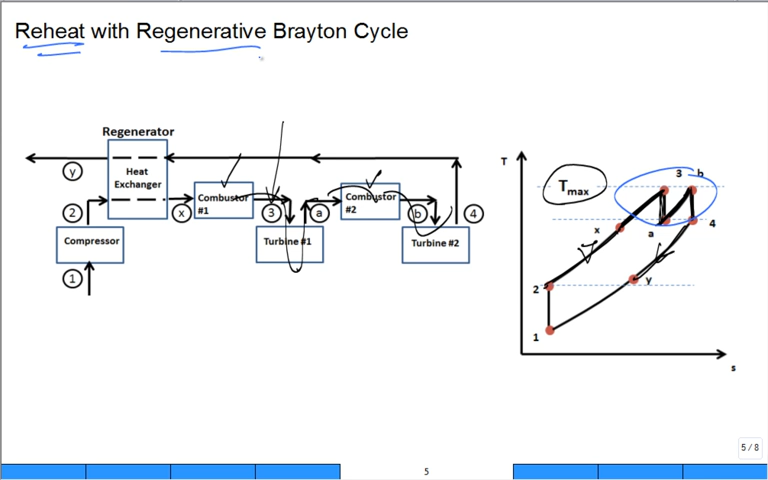 Reheat with Regenerative Brayton Cycle
Regenerator
Heat
Exchanger
y
2
x
Combustor
#1
3
a
Combustor
#2
b
4
Compressor
Turbine #1
Turbine #2
1
T
Tmax
3
b
x
a
4
2
y
1
s
5 / 8
5